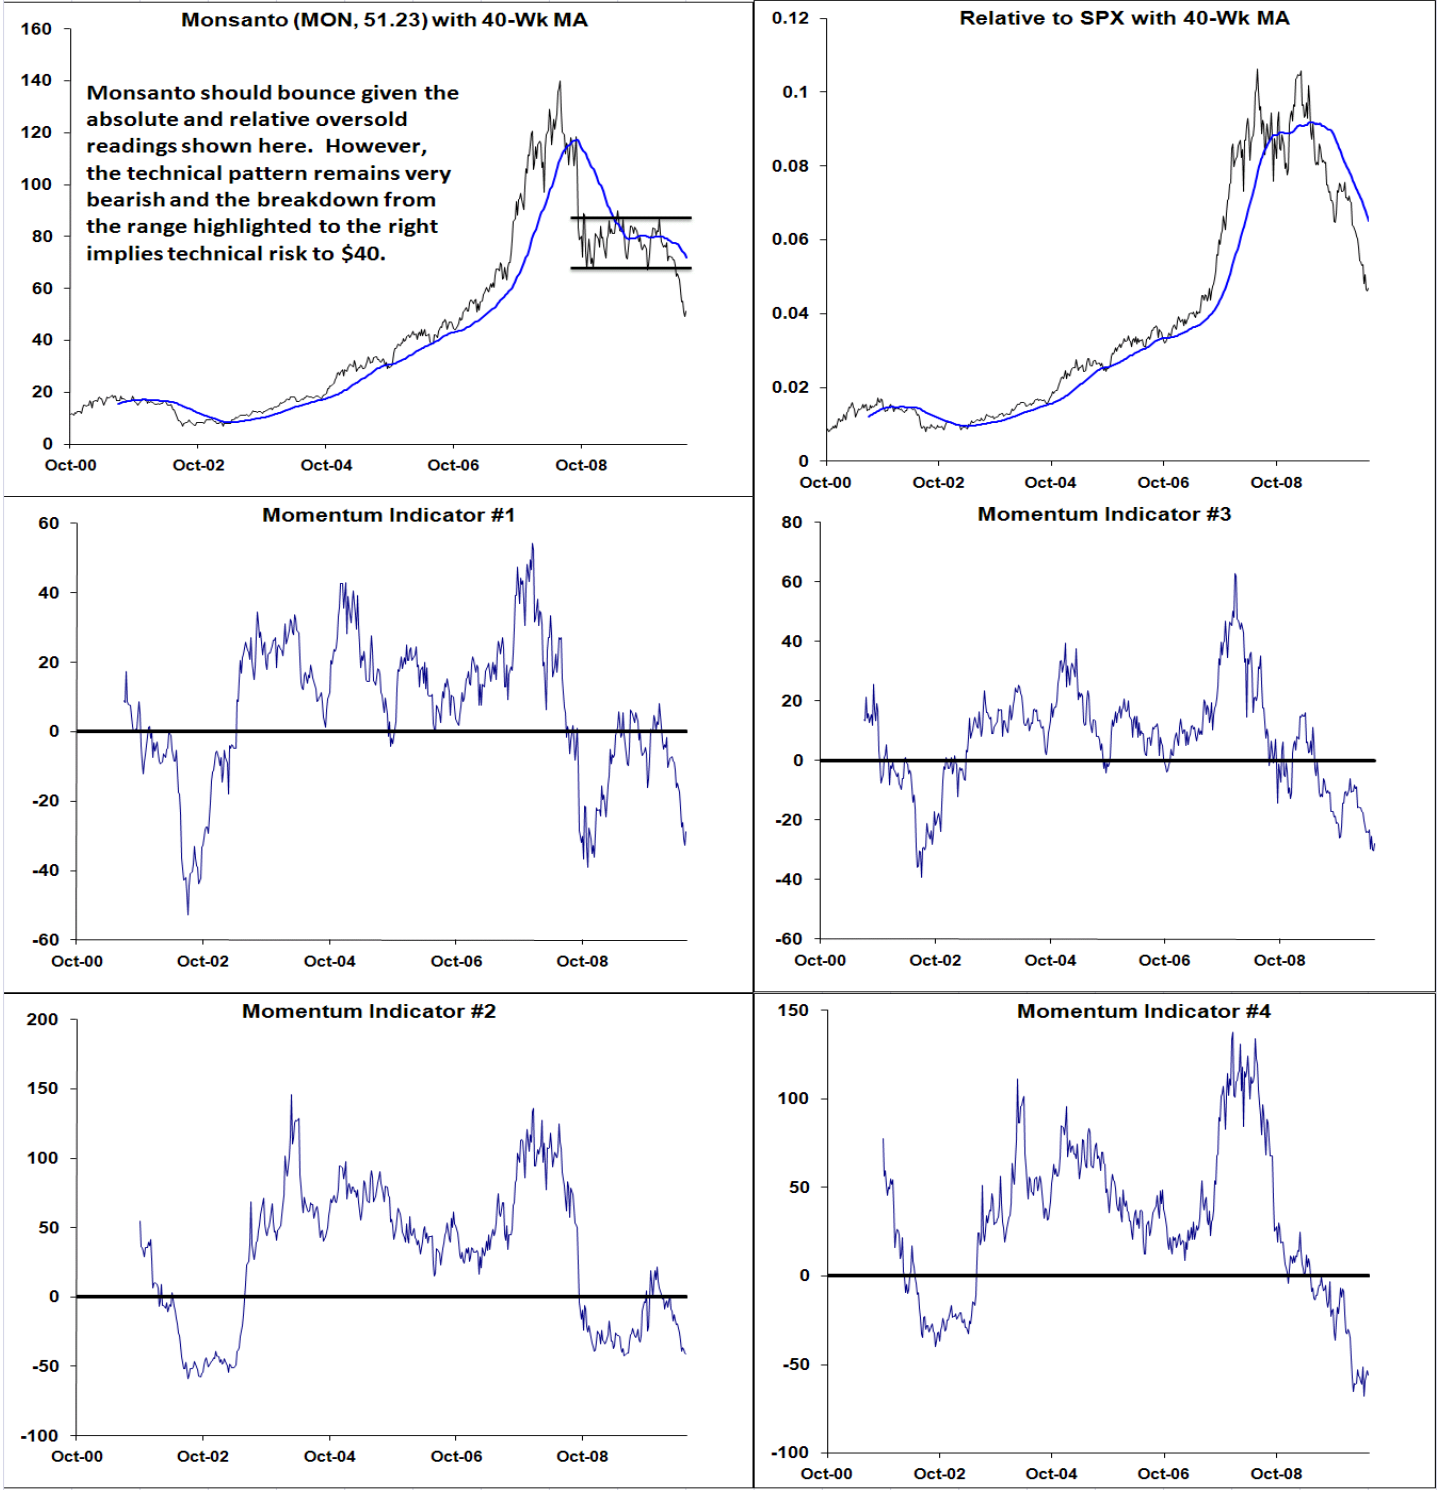 Monsanto (MON, 51.23) with 40-Wk MA
160
140
120
100
80
60
40
20
0
Oct-00 Oct-02 Oct-04 Oct-06 Oct-08
Monsanto should bounce given the
absolute and relative oversold
readings shown here.  However,
the technical pattern remains very
bearish and the breakdown from
the range highlighted to the right
implies technical risk to $40.
Relative to SPX with 40-Wk MA
0.12
0.1
0.08
0.06
0.04
0.02
0
Oct-00 Oct-02 Oct-04 Oct-06 Oct-08
Momentum Indicator #1
60
40
20
0
-20
-40
-60
Oct-00 Oct-02 Oct-04 Oct-06 Oct-08
Momentum Indicator #3
80
60
40
20
0
-20
-40
-60
Oct-00 Oct-02 Oct-04 Oct-06 Oct-08
Momentum Indicator #2
200
150
100
50
0
-50
-100
Oct-00 Oct-02 Oct-04 Oct-06 Oct-08
Momentum Indicator #4
150
100
50
0
-50
-100
Oct-00 Oct-02 Oct-04 Oct-06 Oct-08